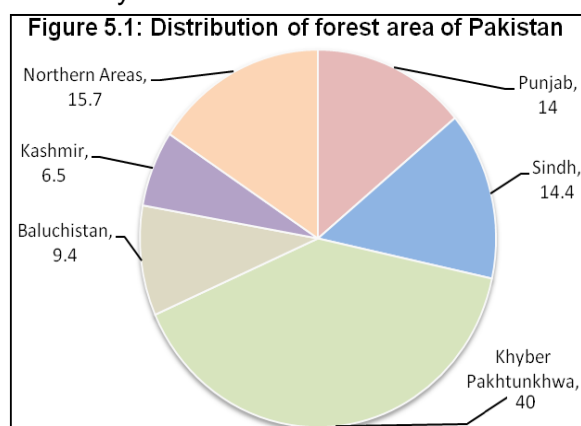 Figure 5.1: Distribution of forest area of Pakistan
Northern Areas,
15.7
Punjab,
14
Kashmir,
6.5
Sindh,
14.4
Baluchistan,
9.4
Khyber
Pakhtunkhwa,
40